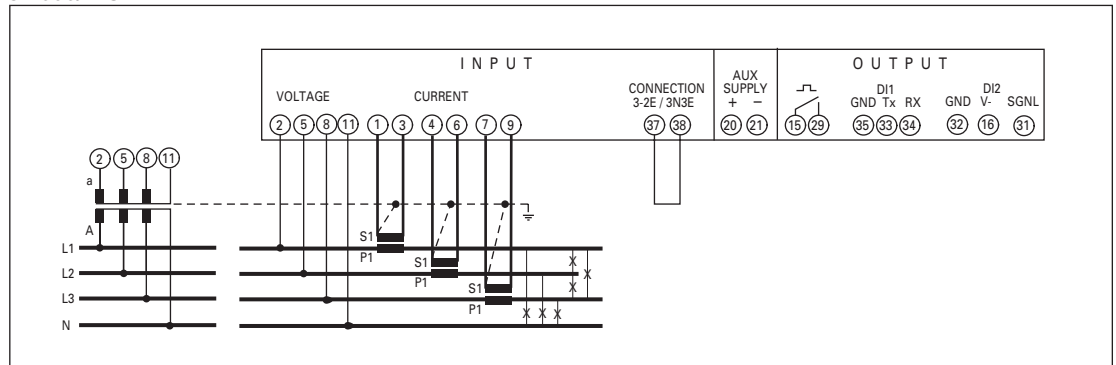 INPUT
OUTPUT
VOLTAGE
CURRENT
CONNECTION
3-2E / 3N3E
AUX
SUPPLY
+ −
DI1
GND Tx RX
DI2
GND V- SGNL
2 5 8 11 1 3 4 6 7 9 37 38 20 21 15 29 35 33 34 32 16 31
2 5 8 11
a
A
S1
P1
S1
P1
S1
P1
L1
L2
L3
N
X
X X
X
X X X